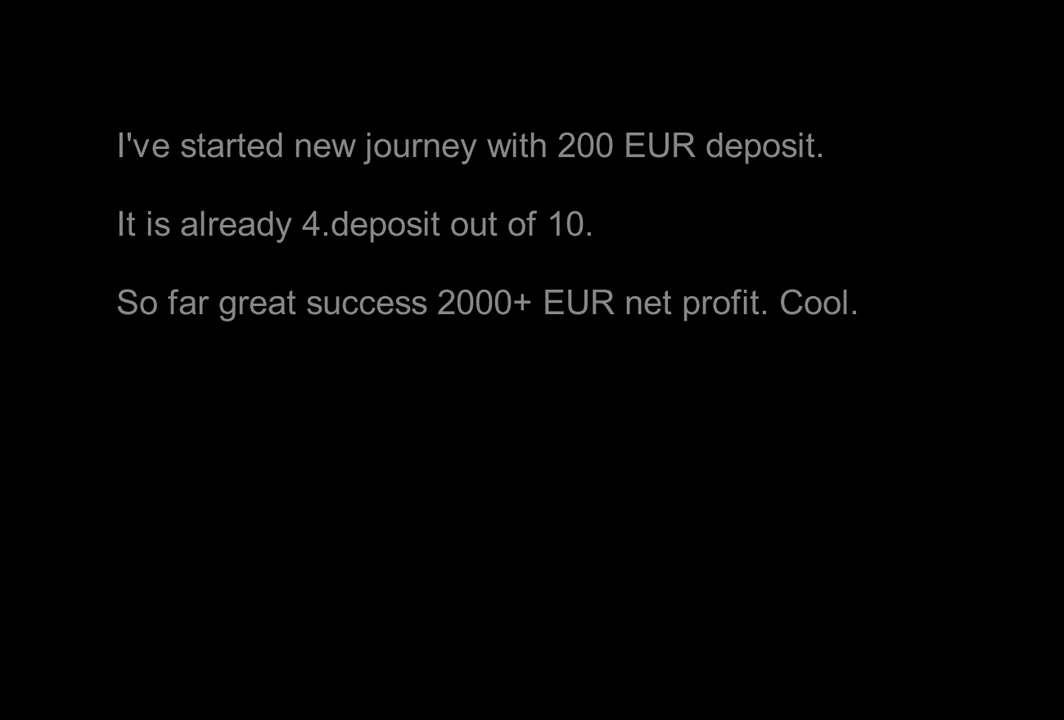 I've started new journey with 200 EUR deposit.
It is already 4.deposit out of 10.
So far great success 2000+ EUR net profit. Cool.